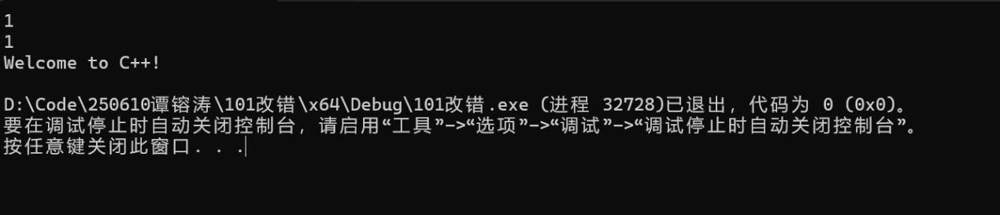 1
1
Welcome to C++!
D:\Code\250610谭镕涛\101改错\x64\Debug\101改错.exe (进程 32728)已退出，代码为 0 (0x0)。
要在调试停止时自动关闭控制台，请启用“工具”->“选项”->“调试”->“调试停止时自动关闭控制台”。
按任意键关闭此窗口. . .